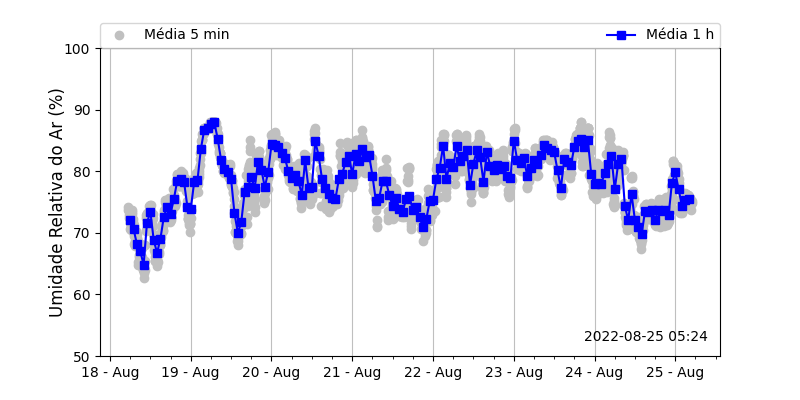 Média 5 min
Média 1 h
Umidade Relativa do Ar (%)
100
90
80
70
60
50
2022-08-25 05:24
18 - Aug
19 - Aug
20 - Aug
21 - Aug
22 - Aug
23 - Aug
24 - Aug
25 - Aug